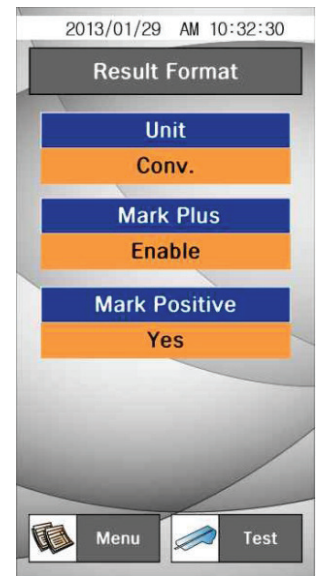 2013/01/29 AM 10:32:30
Result Format
Unit
Conv.
Mark Plus
Enable
Mark Positive
Yes
Menu Test